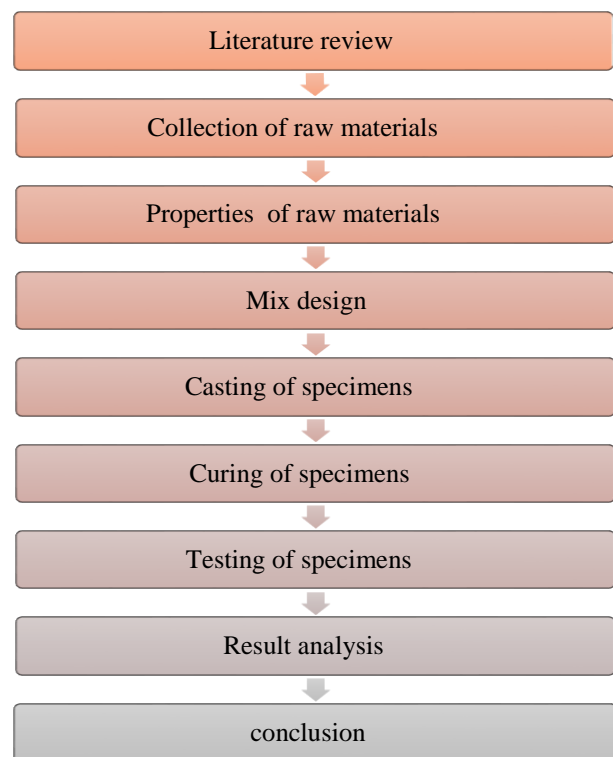 Literature review
Collection of raw materials
Properties of raw materials
Mix design
Casting of specimens
Curing of specimens
Testing of specimens
Result analysis
conclusion